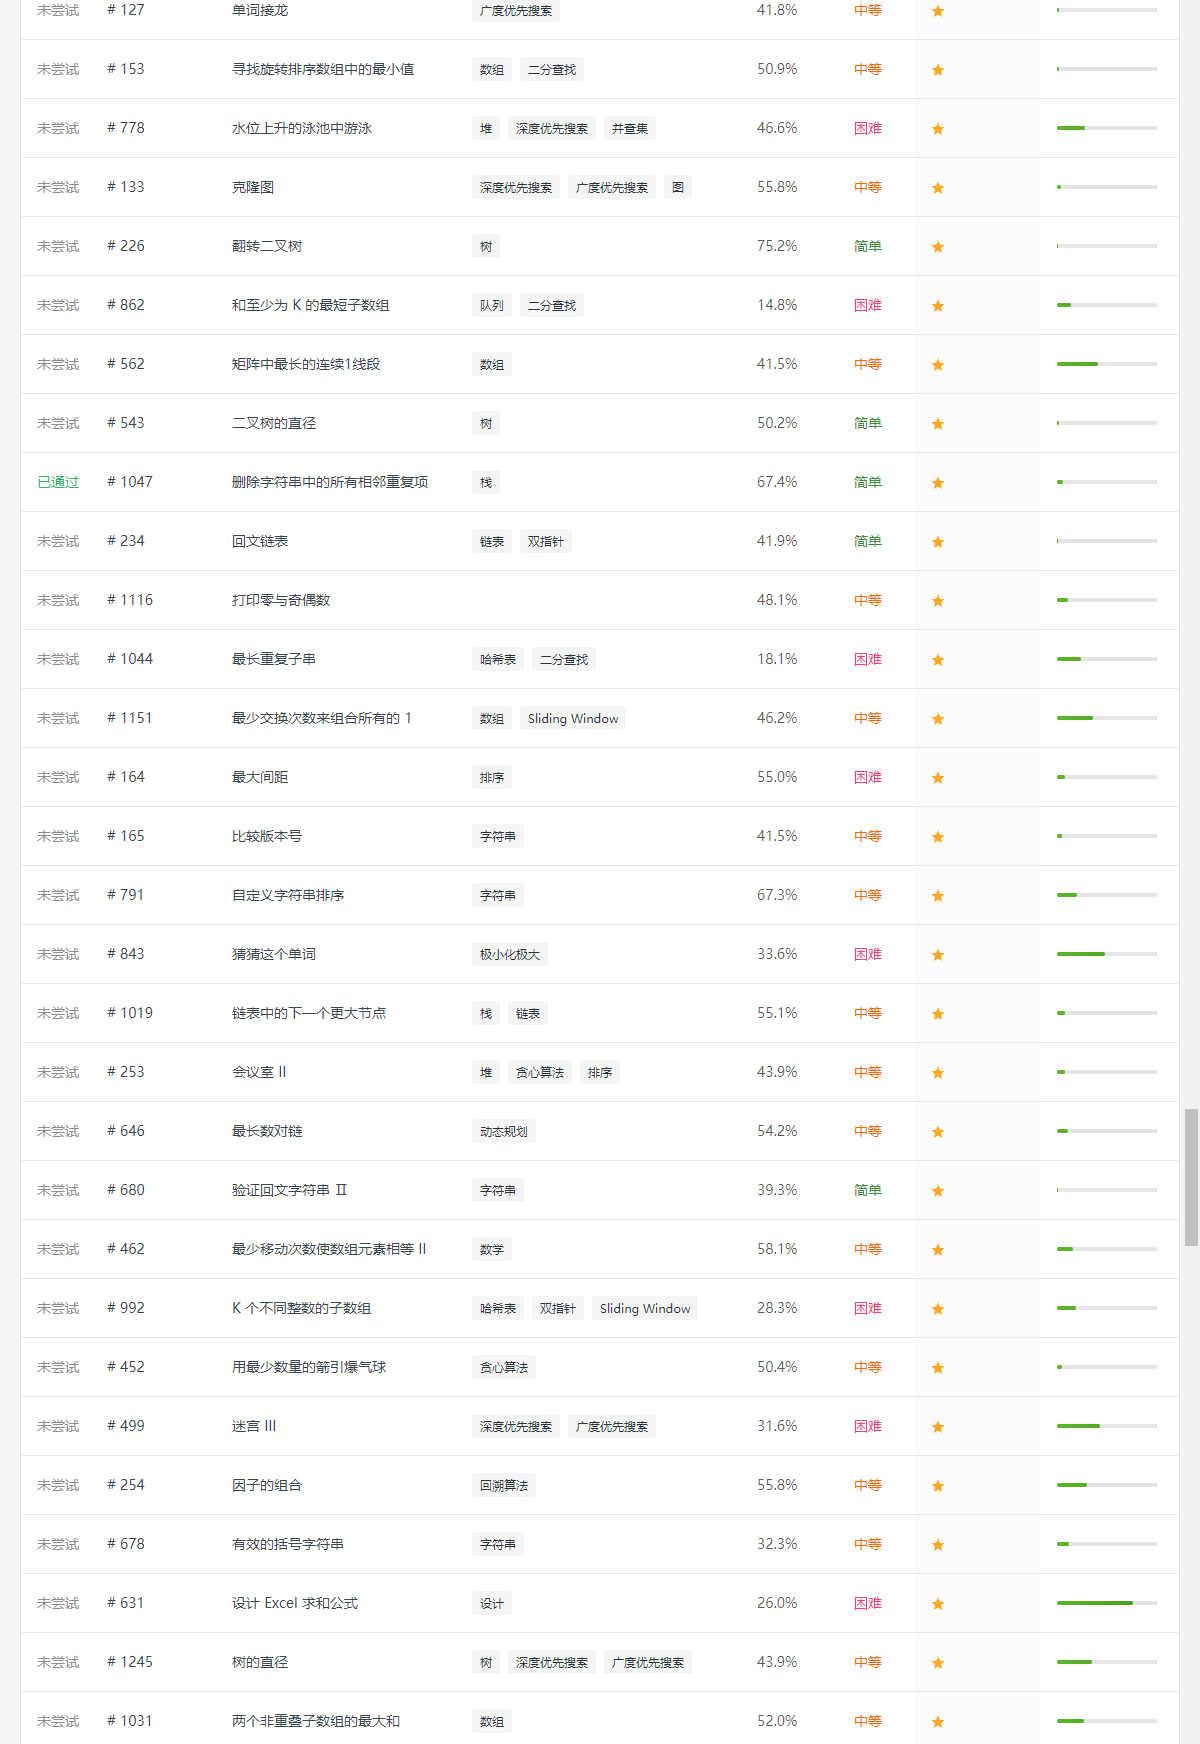 未尝试 # 127 单词接龙 广度优先搜索 41.8% 中等
未尝试 # 153 寻找旋转排序数组中的最小值 数组 二分查找 50.9% 中等
未尝试 # 778 水位上升的泳池中游泳 堆 深度优先搜索 并查集 46.6% 困难
未尝试 # 133 克隆图 深度优先搜索 广度优先搜索 图 55.8% 中等
未尝试 # 226 翻转二叉树 树 75.2% 简单
未尝试 # 862 和至少为 K 的最短子数组 队列 二分查找 14.8% 困难
未尝试 # 562 矩阵中最长的连续1线段 数组 41.5% 中等
未尝试 # 543 二叉树的直径 树 50.2% 简单
已通过 # 1047 删除字符串中的所有相邻重复项 栈 67.4% 简单
未尝试 # 234 回文链表 链表 双指针 41.9% 简单
未尝试 # 1116 打印零与奇偶数 48.1% 中等
未尝试 # 1044 最长重复子串 哈希表 二分查找 18.1% 困难
未尝试 # 1151 最少交换次数来组合所有的 1 数组 Sliding Window 46.2% 中等
未尝试 # 164 最大间距 排序 55.0% 困难
未尝试 # 165 比较版本号 字符串 41.5% 中等
未尝试 # 791 自定义字符串排序 字符串 67.3% 中等
未尝试 # 843 猜猜这个单词 极小化极大 33.6% 困难
未尝试 # 1019 链表中的下一个更大节点 栈 链表 55.1% 中等
未尝试 # 253 会议室 II 堆 贪心算法 排序 43.9% 中等
未尝试 # 646 最长数对链 动态规划 54.2% 中等
未尝试 # 680 验证回文字符串 Ⅱ 字符串 39.3% 简单
未尝试 # 462 最少移动次数使数组元素相等 II 数学 58.1% 中等
未尝试 # 992 K 个不同整数的子数组 哈希表 双指针 Sliding Window 28.3% 困难
未尝试 # 452 用最少数量的箭引爆气球 贪心算法 50.4% 中等
未尝试 # 499 迷宫 III 深度优先搜索 广度优先搜索 31.6% 困难
未尝试 # 254 因子的组合 回溯算法 55.8% 中等
未尝试 # 678 有效的括号字符串 字符串 32.3% 中等
未尝试 # 631 设计 Excel 求和公式 设计 26.0% 困难
未尝试 # 1245 树的直径 树 深度优先搜索 广度优先搜索 43.9% 中等
未尝试 # 1031 两个非重叠子数组的最大和 数组 52.0% 中等